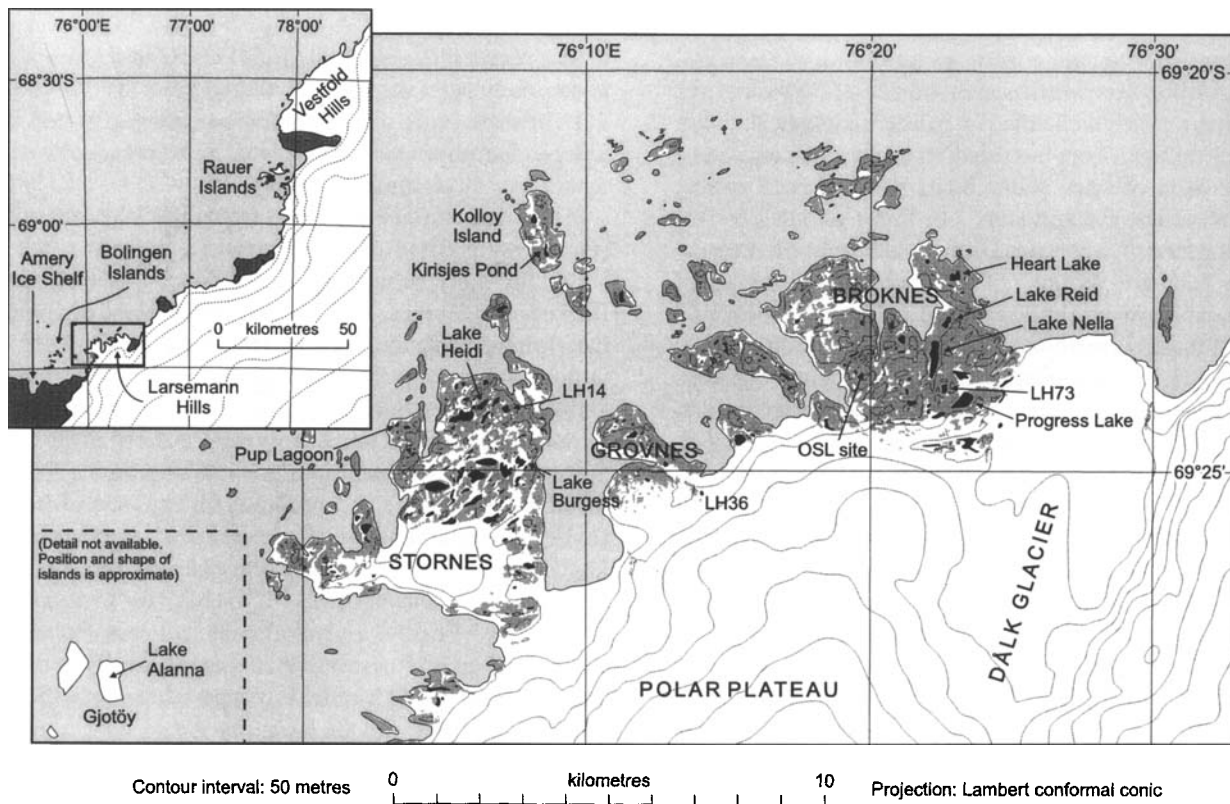 76°00'E
77°00'
78°00'
68°30'S
Vestfold
Hills
Rauer
Islands
69°00'
Amery
Ice Shelf
Bolingen
Islands
0 kilometres 50
Larsemann
Hills
76°10'E
76°20'
76°30'
69°20'S
Kolloy
Island
Kirisjes Pond
Heart Lake
BROKNES
Lake Reid
Lake Nella
Lake
Heidi
LH14
LH73
Progress Lake
Pup Lagoon
GROVNES
OSL site
69°25'
Lake
Burgess
LH36
(Detail not available.
Position and shape of
islands is approximate)
STORNES
DÅLK GLACIER
Lake
Alanna
POLAR PLATEAU
Gjotöy
Contour interval: 50 metres
0 kilometres 10
Projection: Lambert conformal conic